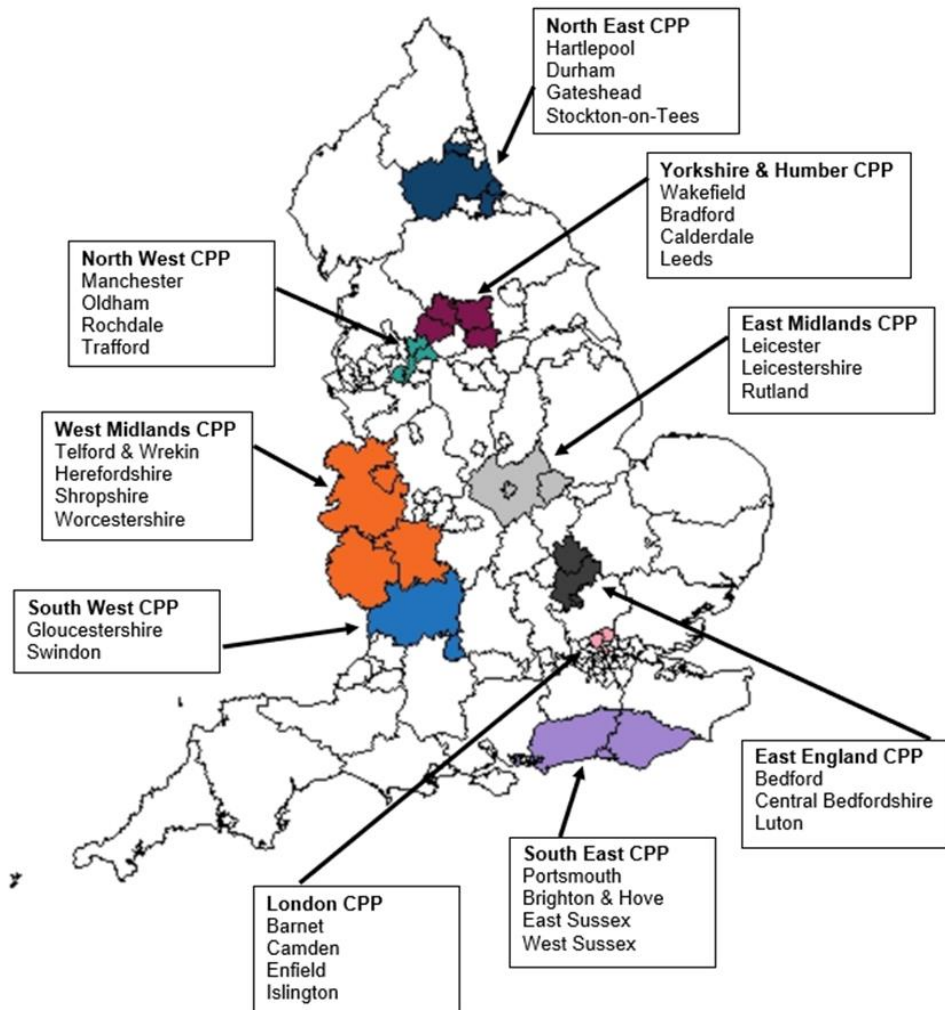 North East CPP
Hartlepool
Durham
Gateshead
Stockton-on-Tees
Yorkshire & Humber CPP
Wakefield
Bradford
Calderdale
Leeds
North West CPP
Manchester
Oldham
Rochdale
Trafford
East Midlands CPP
Leicester
Leicestershire
Rutland
West Midlands CPP
Telford & Wrekin
Herefordshire
Shropshire
Worcestershire
South West CPP
Gloucestershire
Swindon
East England CPP
Bedford
Central Bedfordshire
Luton
South East CPP
Portsmouth
Brighton & Hove
East Sussex
West Sussex
London CPP
Barnet
Camden
Enfield
Islington